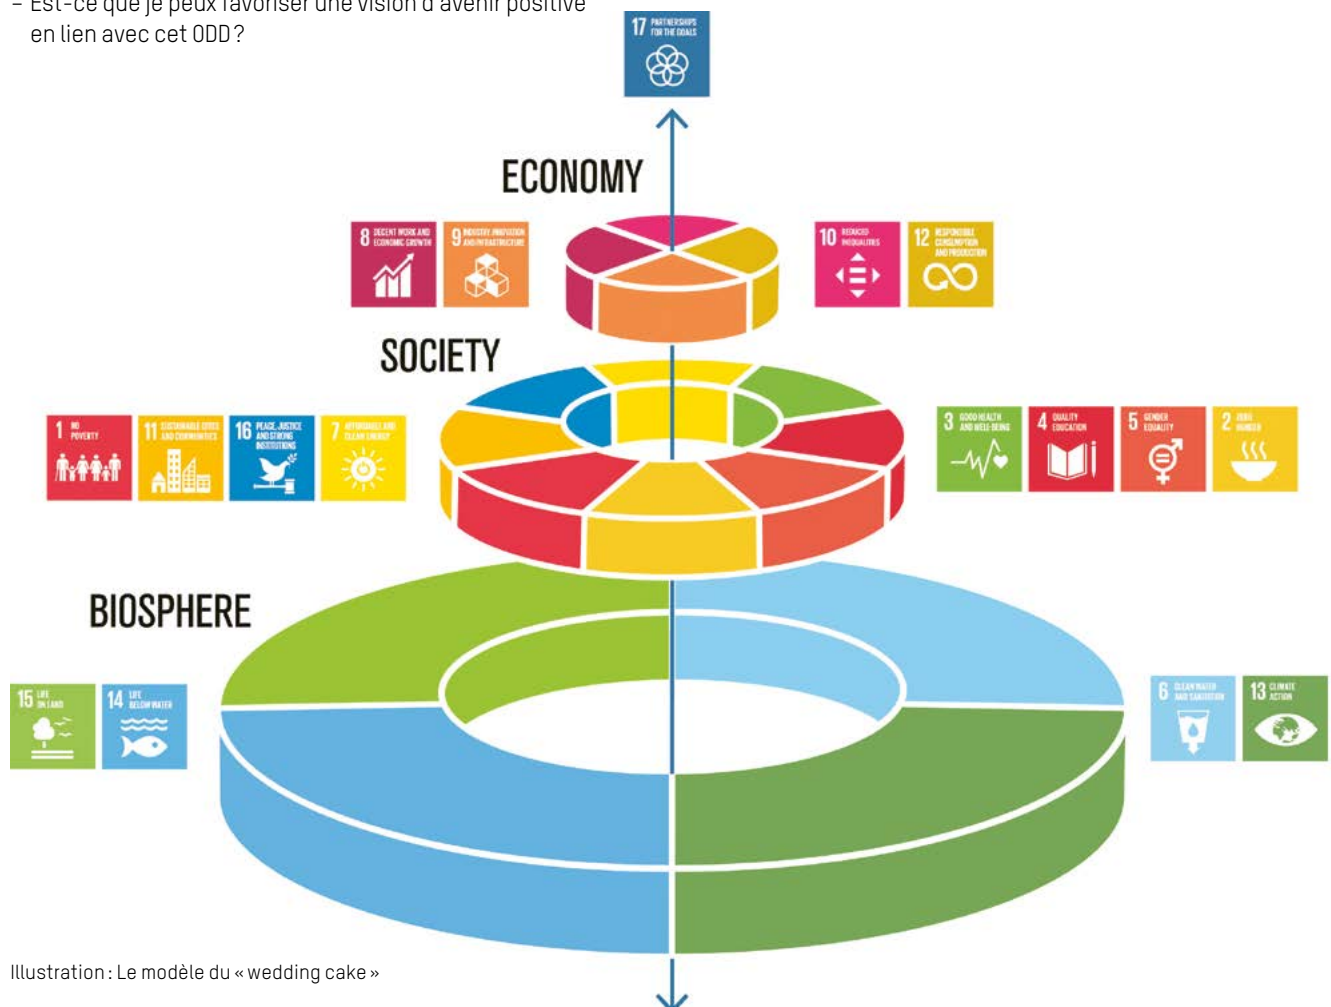 – Est-ce que je peux favoriser une vision d'avenir positive
en lien avec cet ODD ?
17 PARTNERSHIPS
FOR THE GOALS
ECONOMY
8 DECENT WORK AND
ECONOMIC GROWTH
9 INDUSTRY, INNOVATION
AND INFRASTRUCTURE
10 REDUCED
INEQUALITIES
12 RESPONSIBLE
CONSUMPTION
AND PRODUCTION
SOCIETY
1 NO
POVERTY
11 SUSTAINABLE CITIES
AND COMMUNITIES
16 PEACE, JUSTICE
AND STRONG
INSTITUTIONS
7 AFFORDABLE AND
CLEAN ENERGY
3 GOOD HEALTH
AND WELL-BEING
4 QUALITY
EDUCATION
5 GENDER
EQUALITY
2 ZERO
HUNGER
BIOSPHERE
15 LIFE
ON LAND
14 LIFE
BELOW WATER
6 CLEAN WATER
AND SANITATION
13 CLIMATE
ACTION
Illustration : Le modèle du « wedding cake »